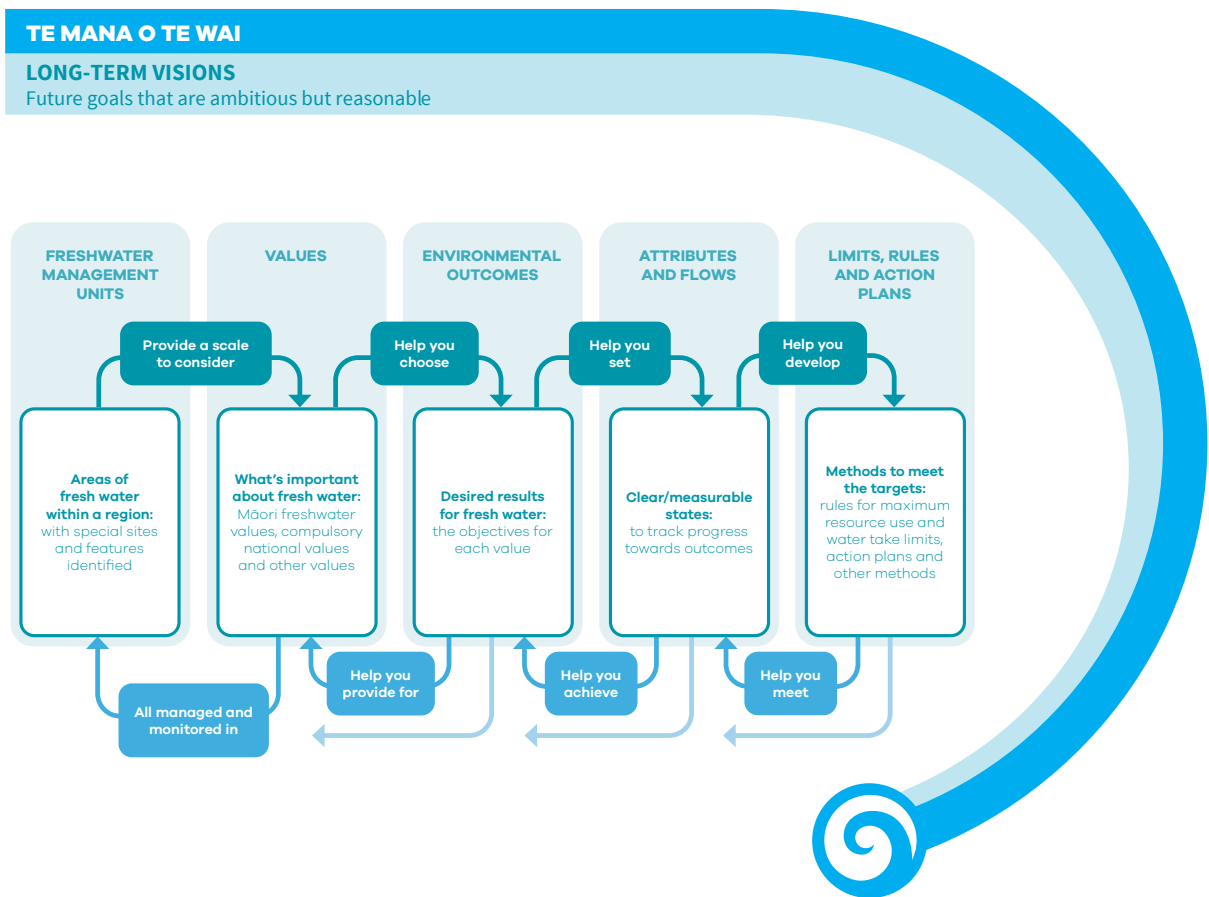 TE MANA O TE WAI
LONG-TERM VISIONS
Future goals that are ambitious but reasonable
FRESHWATER
MANAGEMENT
UNITS
VALUES
ENVIRONMENTAL
OUTCOMES
ATTRIBUTES
AND FLOWS
LIMITS, RULES
AND ACTION
PLANS
Provide a scale
to consider
Help you
choose
Help you
set
Help you
develop
Areas of
fresh water
within a region:
with special sites
and features
identified
What's important
about fresh water:
Māori freshwater
values, compulsory
national values
and other values
Desired results
for fresh water:
the objectives for
each value
Clear/measurable
states:
to track progress
towards outcomes
Methods to meet
the targets:
rules for maximum
resource use and
water take limits,
action plans and
other methods
All managed and
monitored in
Help you
provide for
Help you
achieve
Help you
meet